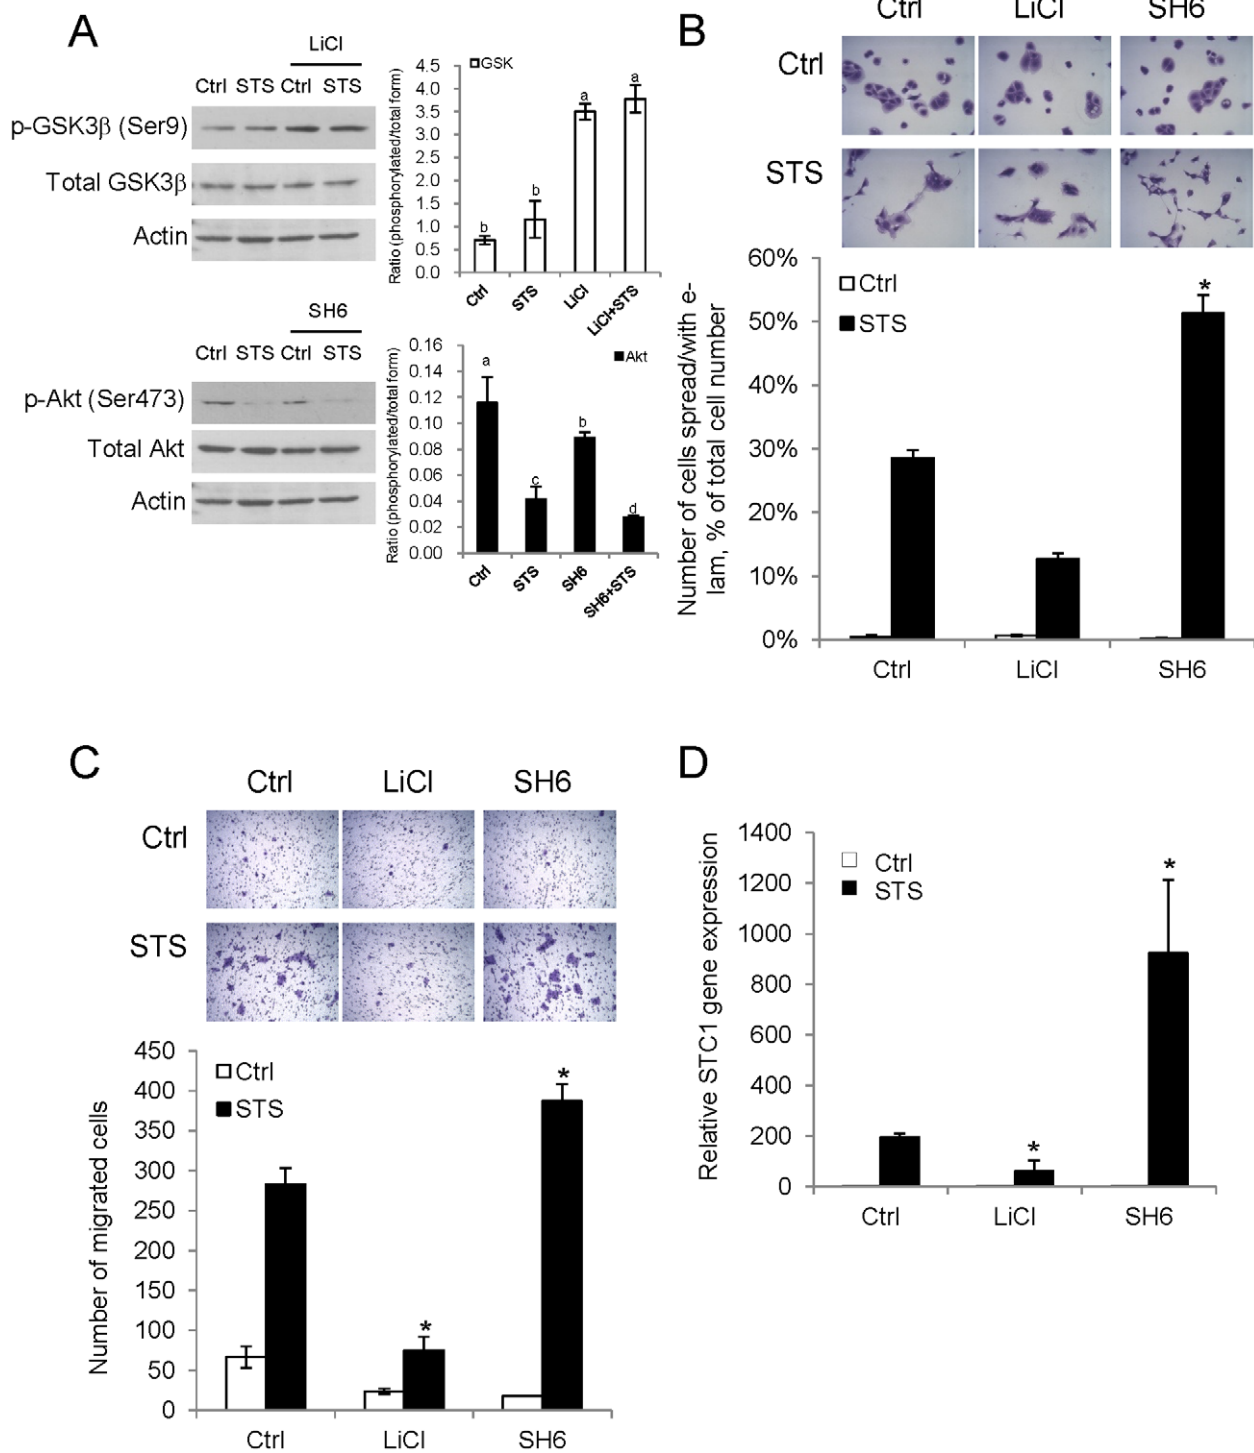 A
LiCl
Ctrl STS Ctrl STS
p-GSK3β (Ser9)
Total GSK3β
Actin
Ratio (phosphorylated/total form)
GSK
4.5
4.0
3.5
3.0
2.5
2.0
1.5
1.0
0.5
0.0
b
b
a
a
Ctrl
STS
LiCl
LiCl+STS
SH6
Ctrl STS Ctrl STS
p-Akt (Ser473)
Total Akt
Actin
Ratio (phosphorylated/total form)
Akt
0.16
0.14
0.12
0.10
0.08
0.06
0.04
0.02
0.00
a
c
b
d
Ctrl
STS
SH6
SH6+STS
B
Ctrl LiCl SH6
Ctrl
STS
Number of cells spread/with e-
lam, % of total cell number
60%
50%
40%
30%
20%
10%
0%
Ctrl
STS
*
Ctrl LiCl SH6
C
Ctrl LiCl SH6
Ctrl
STS
Number of migrated cells
450
400
350
300
250
200
150
100
50
0
Ctrl
STS
*
*
Ctrl LiCl SH6
D
Relative STC1 gene expression
1400
1200
1000
800
600
400
200
0
Ctrl
STS
*
*
Ctrl LiCl SH6